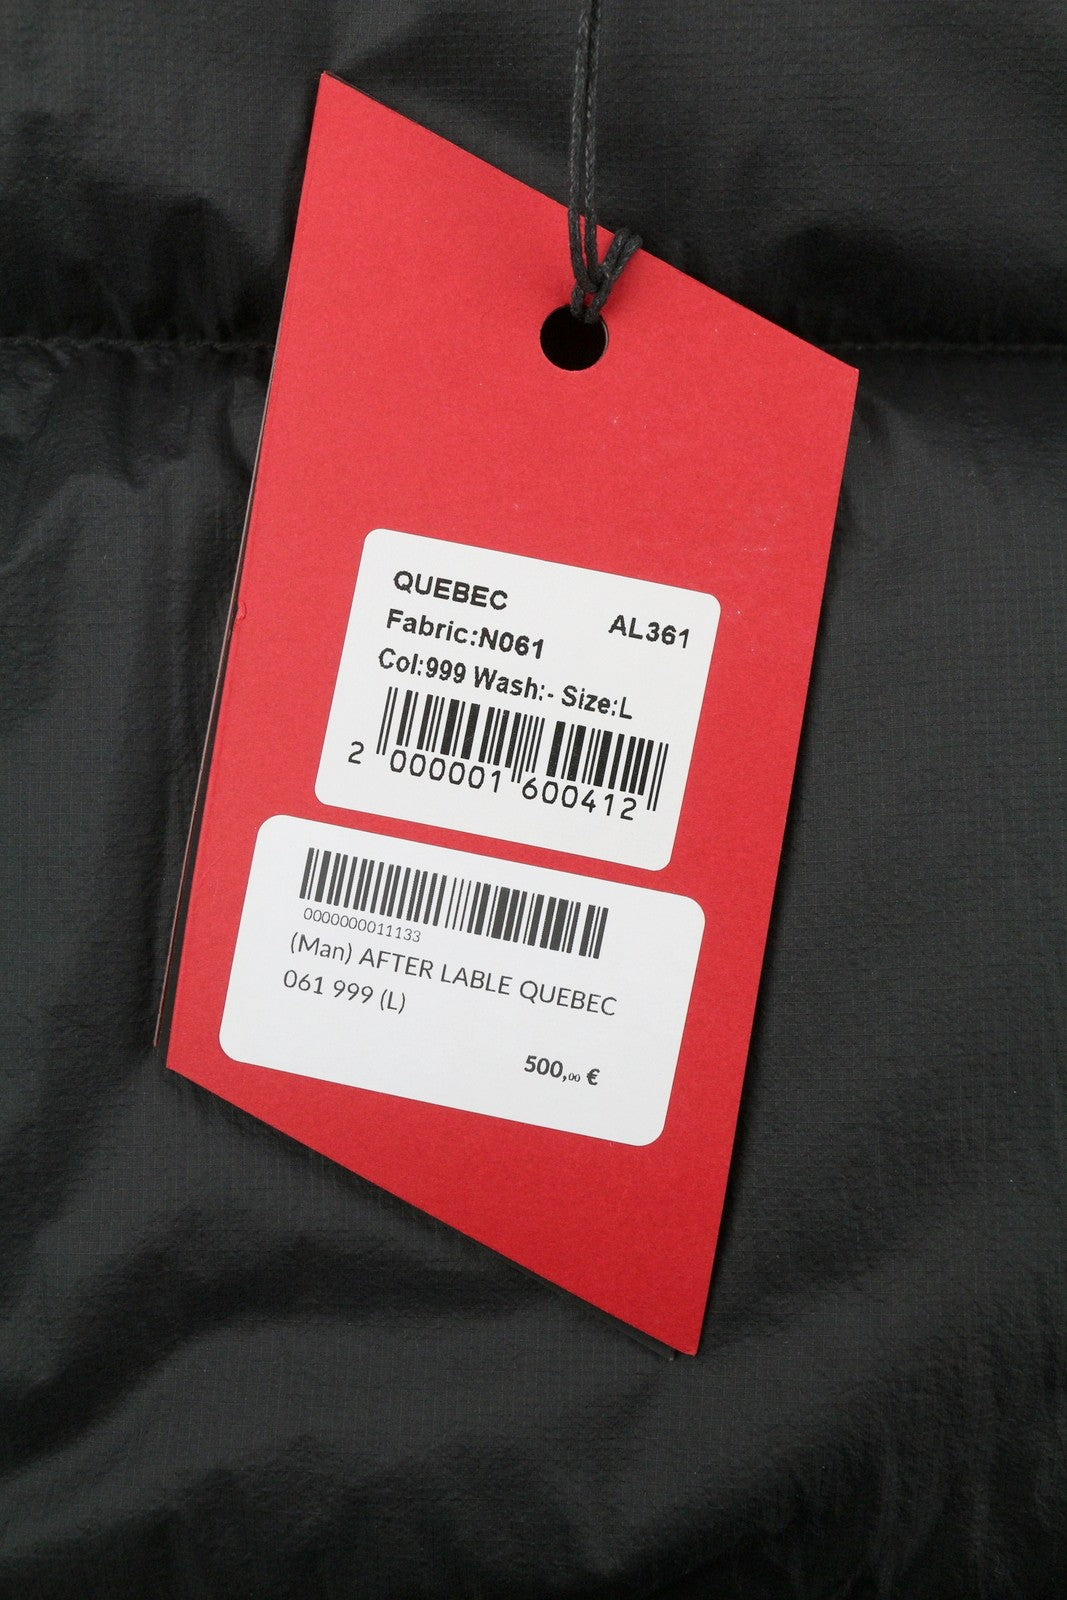 QUEBEC AL361
Fabric:N061
Col:999 Wash:- Size:L
2 000001 600412
0000000011133
(Man) AFTER LABLE QUEBEC
061 999 (L)
500,00 €